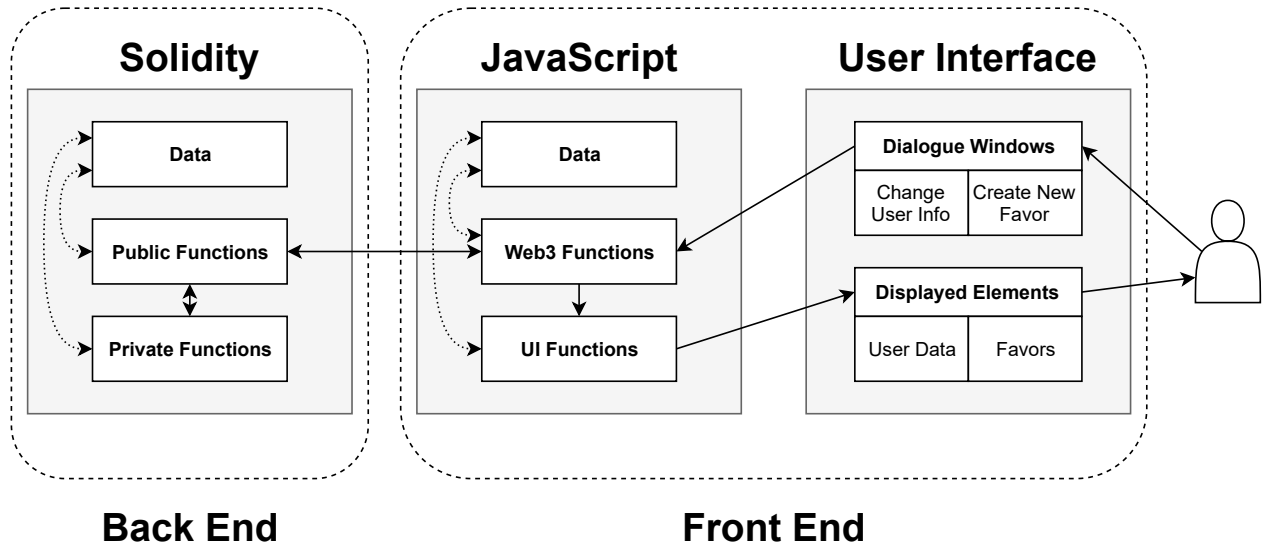 Solidity
Data
Public Functions
Private Functions
Back End
JavaScript
Data
Web3 Functions
UI Functions
User Interface
Dialogue Windows
Change
User Info
Create New
Favor
Displayed Elements
User Data
Favors
Front End